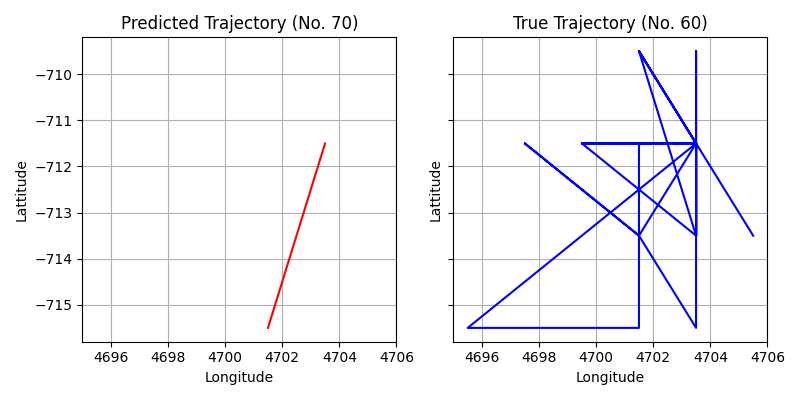 Predicted Trajectory (No. 70)
True Trajectory (No. 60)
−710
−711
−712
−713
−714
−715
Lattitude
Lattitude
4696 4698 4700 4702 4704 4706
4696 4698 4700 4702 4704 4706
Longitude
Longitude